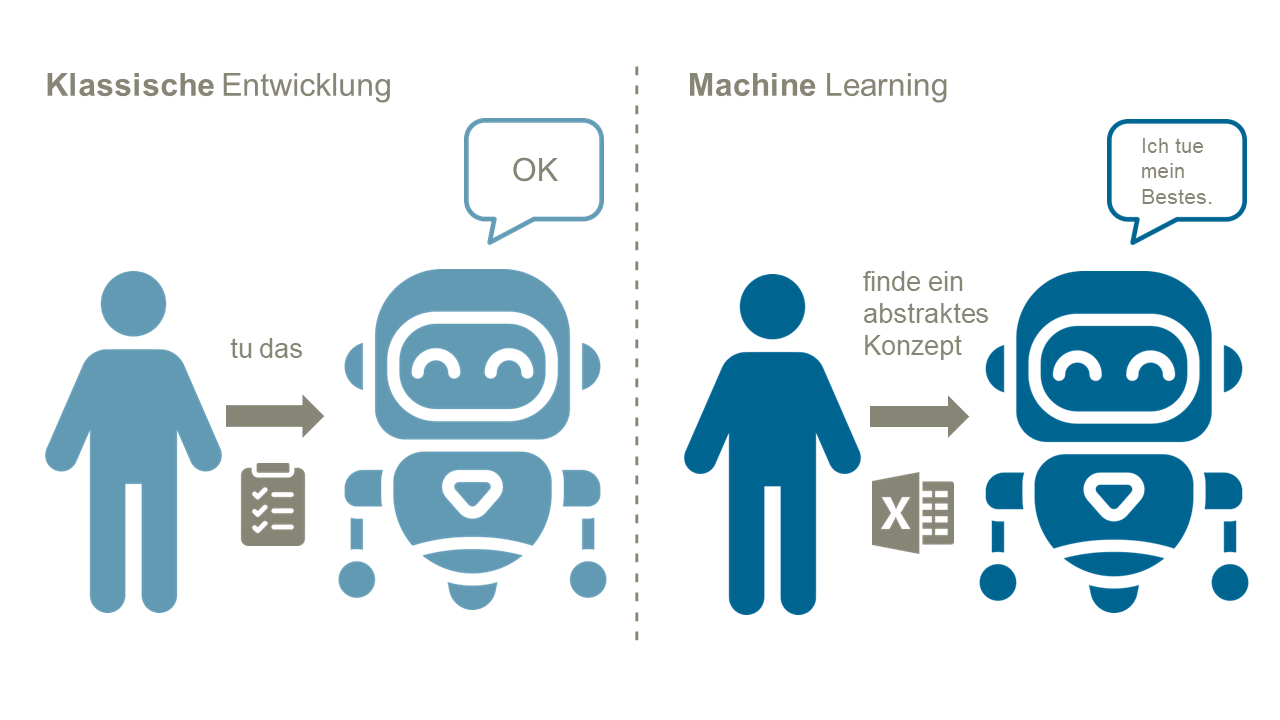 Klassische Entwicklung
OK
tu das
Machine Learning
Ich tue
mein
Bestes.
finde ein
abstraktes
Konzept
X